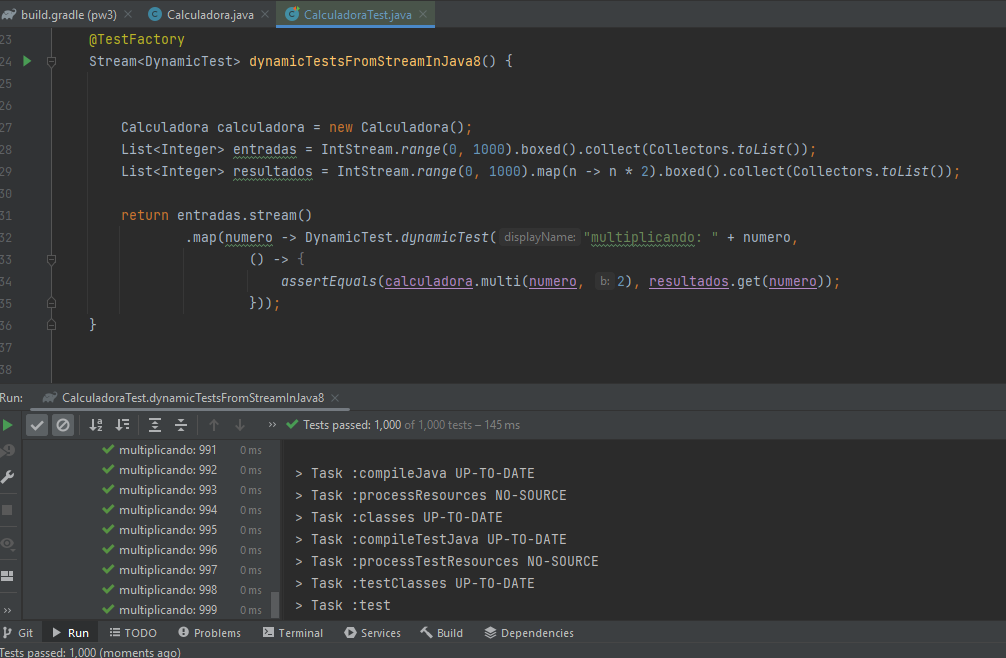 build.gradle (pw3) Calculadora.java CalculadoraTest.java
23 @TestFactory
24 Stream<DynamicTest> dynamicTestsFromStreamInJava8() {
25
26
27 Calculadora calculadora = new Calculadora();
28 List<Integer> entradas = IntStream.range(0, 1000).boxed().collect(Collectors.toList());
29 List<Integer> resultados = IntStream.range(0, 1000).map(n -> n * 2).boxed().collect(Collectors.toList());
30
31 return entradas.stream()
32 .map(numero -> DynamicTest.dynamicTest( displayName: "multiplicando: " + numero,
33 () -> {
34 assertEquals(calculadora.multi(numero, b: 2), resultados.get(numero));
35 }));
36 }
37
38
Run: CalculadoraTest.dynamicTestsFromStreamInJava8
Tests passed: 1,000 of 1,000 tests – 145 ms
multiplicando: 991 0 ms
multiplicando: 992 0 ms
multiplicando: 993 0 ms
multiplicando: 994 0 ms
multiplicando: 995 0 ms
multiplicando: 996 0 ms
multiplicando: 997 0 ms
multiplicando: 998 0 ms
multiplicando: 999 0 ms
> Task :compileJava UP-TO-DATE
> Task :processResources NO-SOURCE
> Task :classes UP-TO-DATE
> Task :compileTestJava UP-TO-DATE
> Task :processTestResources NO-SOURCE
> Task :testClasses UP-TO-DATE
> Task :test
Git Run TODO Problems Terminal Services Build Dependencies
Tests passed: 1,000 (moments ago)